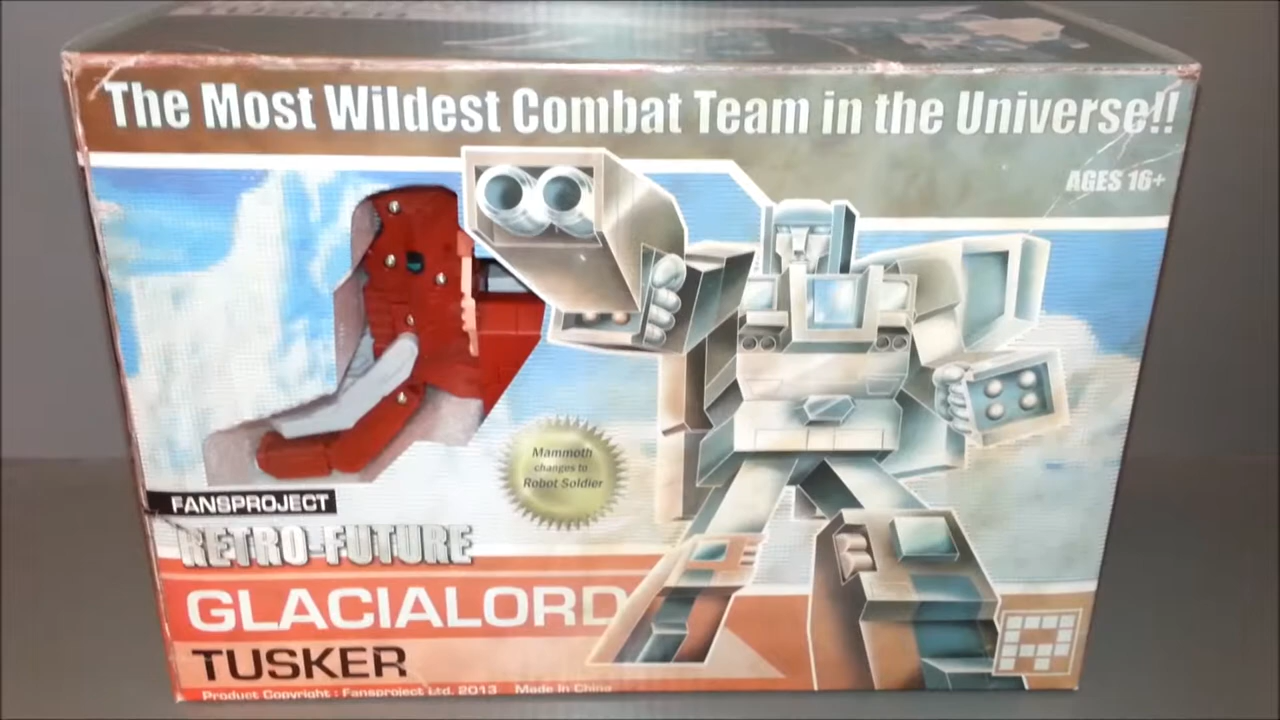 The Most Wildest Combat Team in the Universe!!
AGES 16+
Mammoth
changes to
Robot Soldier
FANSPROJECT
RETRO-FUTURE
GLACIALORD
TUSKER
Product Copyright : Fansproject Ltd. 2013 Made In China